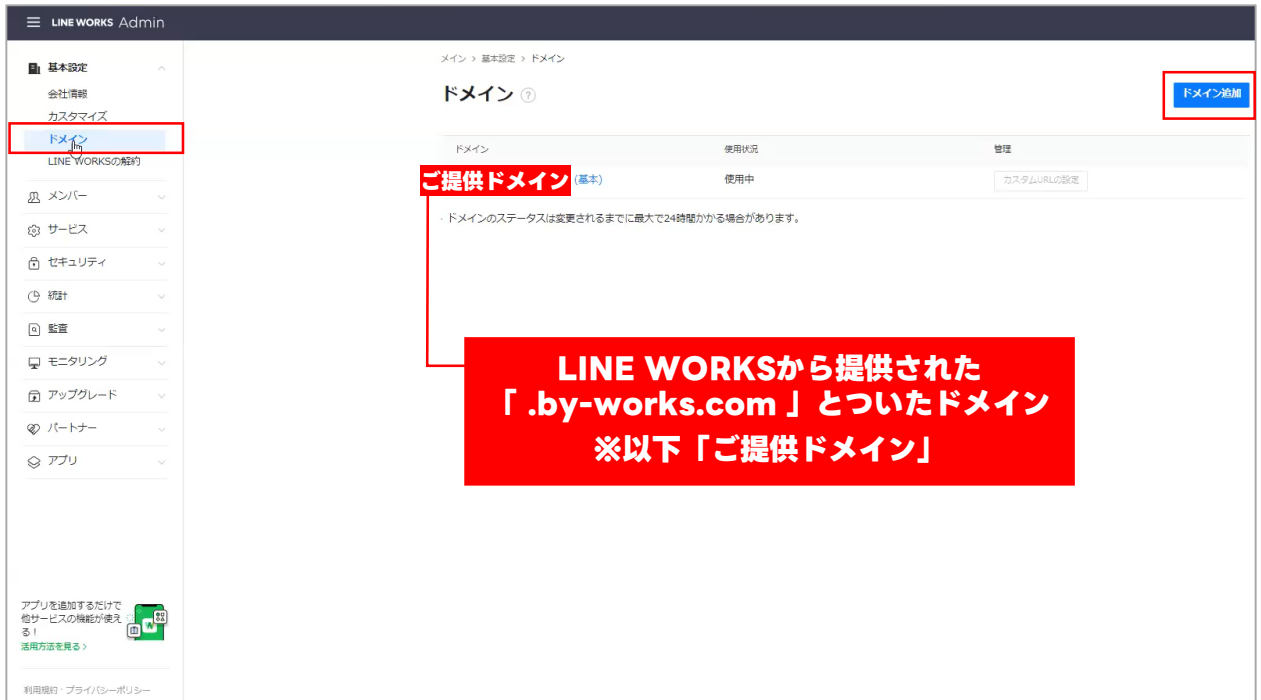 LINE WORKS Admin
基本設定
会社情報
カスタマイズ
ドメイン
LINE WORKSの解約
メンバー
サービス
セキュリティ
統計
監査
モニタリング
アップグレード
パートナー
アプリ
アプリを追加するだけで
他サービスの機能が使え
る!
活用方法を見る >
利用規約 · プライバシーポリシー
メイン > 基本設定 > ドメイン
ドメイン ?
ドメイン追加
ドメイン 使用状況 管理
ご提供ドメイン (基本) 使用中 カスタムURLの設定
· ドメインのステータスは変更されるまでに最大で24時間かかる場合があります。
LINE WORKSから提供された
「 .by-works.com 」とついたドメイン
※以下「ご提供ドメイン」